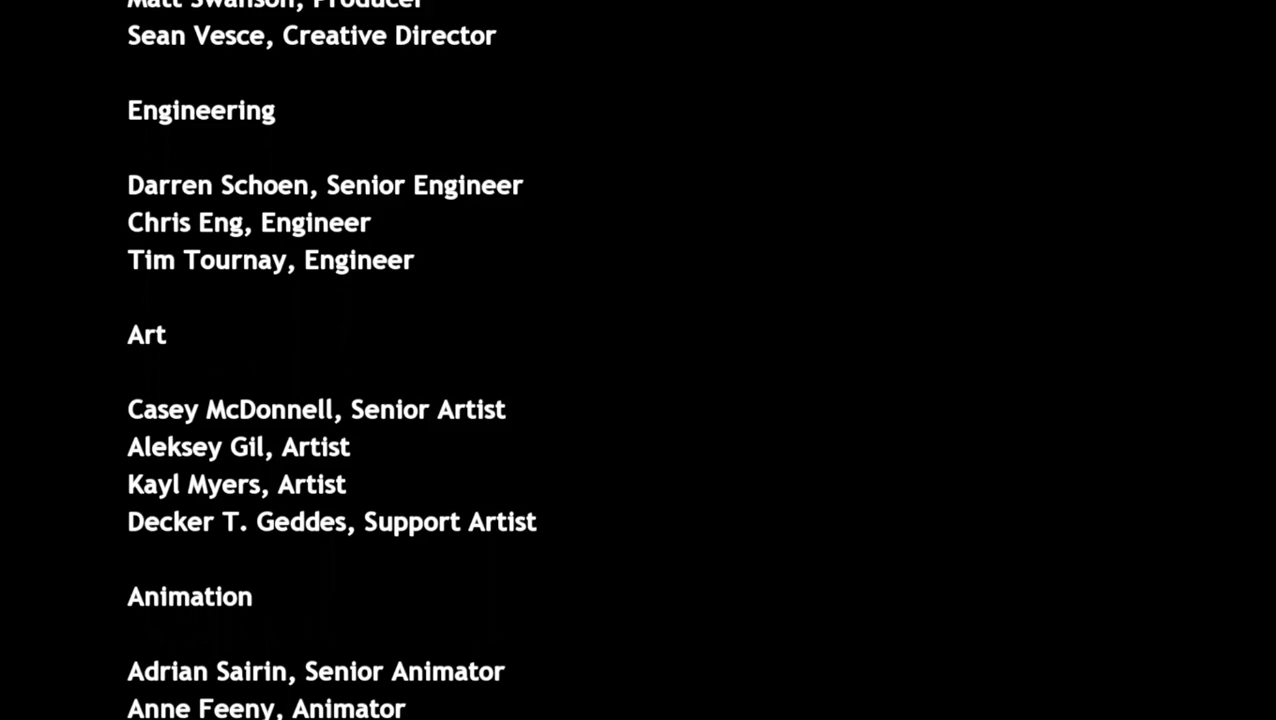 Matt Swanson, Producer
Sean Vesce, Creative Director
Engineering
Darren Schoen, Senior Engineer
Chris Eng, Engineer
Tim Tournay, Engineer
Art
Casey McDonnell, Senior Artist
Aleksey Gil, Artist
Kayl Myers, Artist
Decker T. Geddes, Support Artist
Animation
Adrian Sairin, Senior Animator
Anne Feeny, Animator